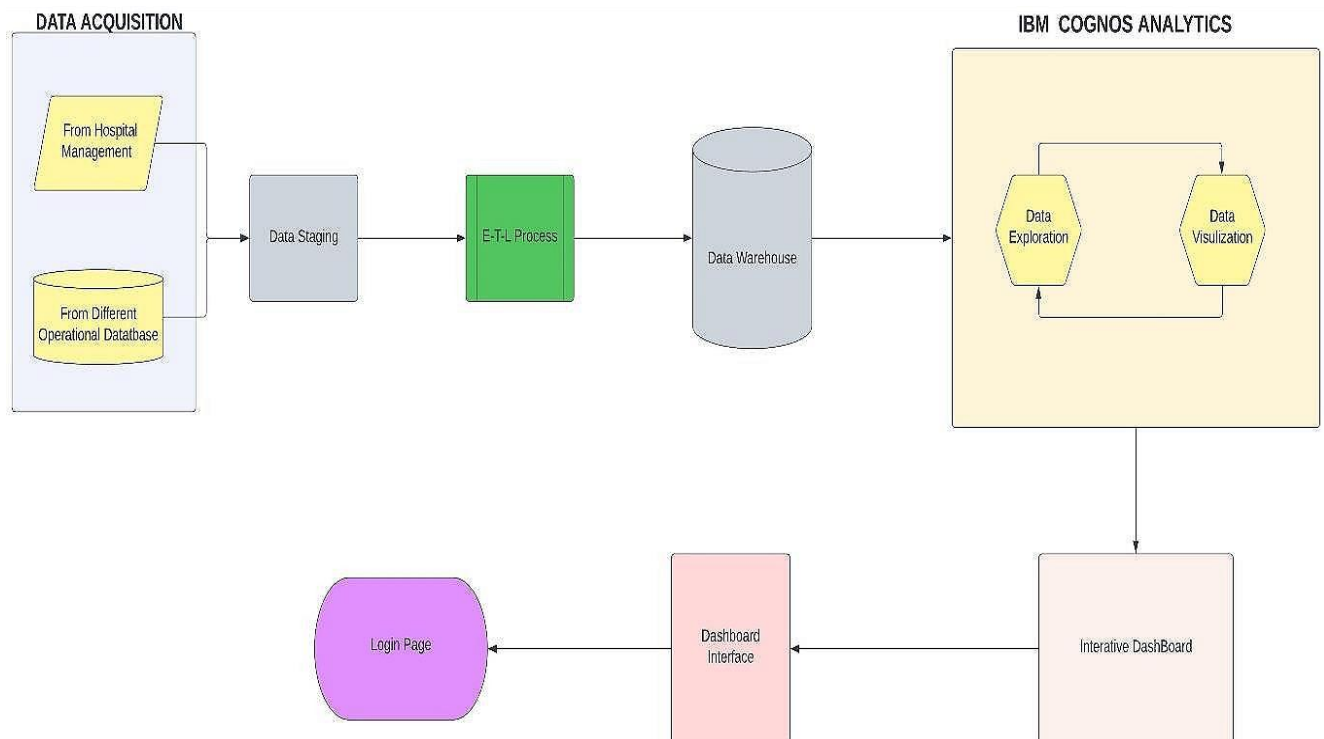 DATA ACQUISITION
IBM COGNOS ANALYTICS
From Hospital
Management
From Different
Operational Datatbase
Data Staging
E-T-L Process
Data Warehouse
Data
Exploration
Data
Visulization
Login Page
Dashboard
Interface
Interative DashBoard